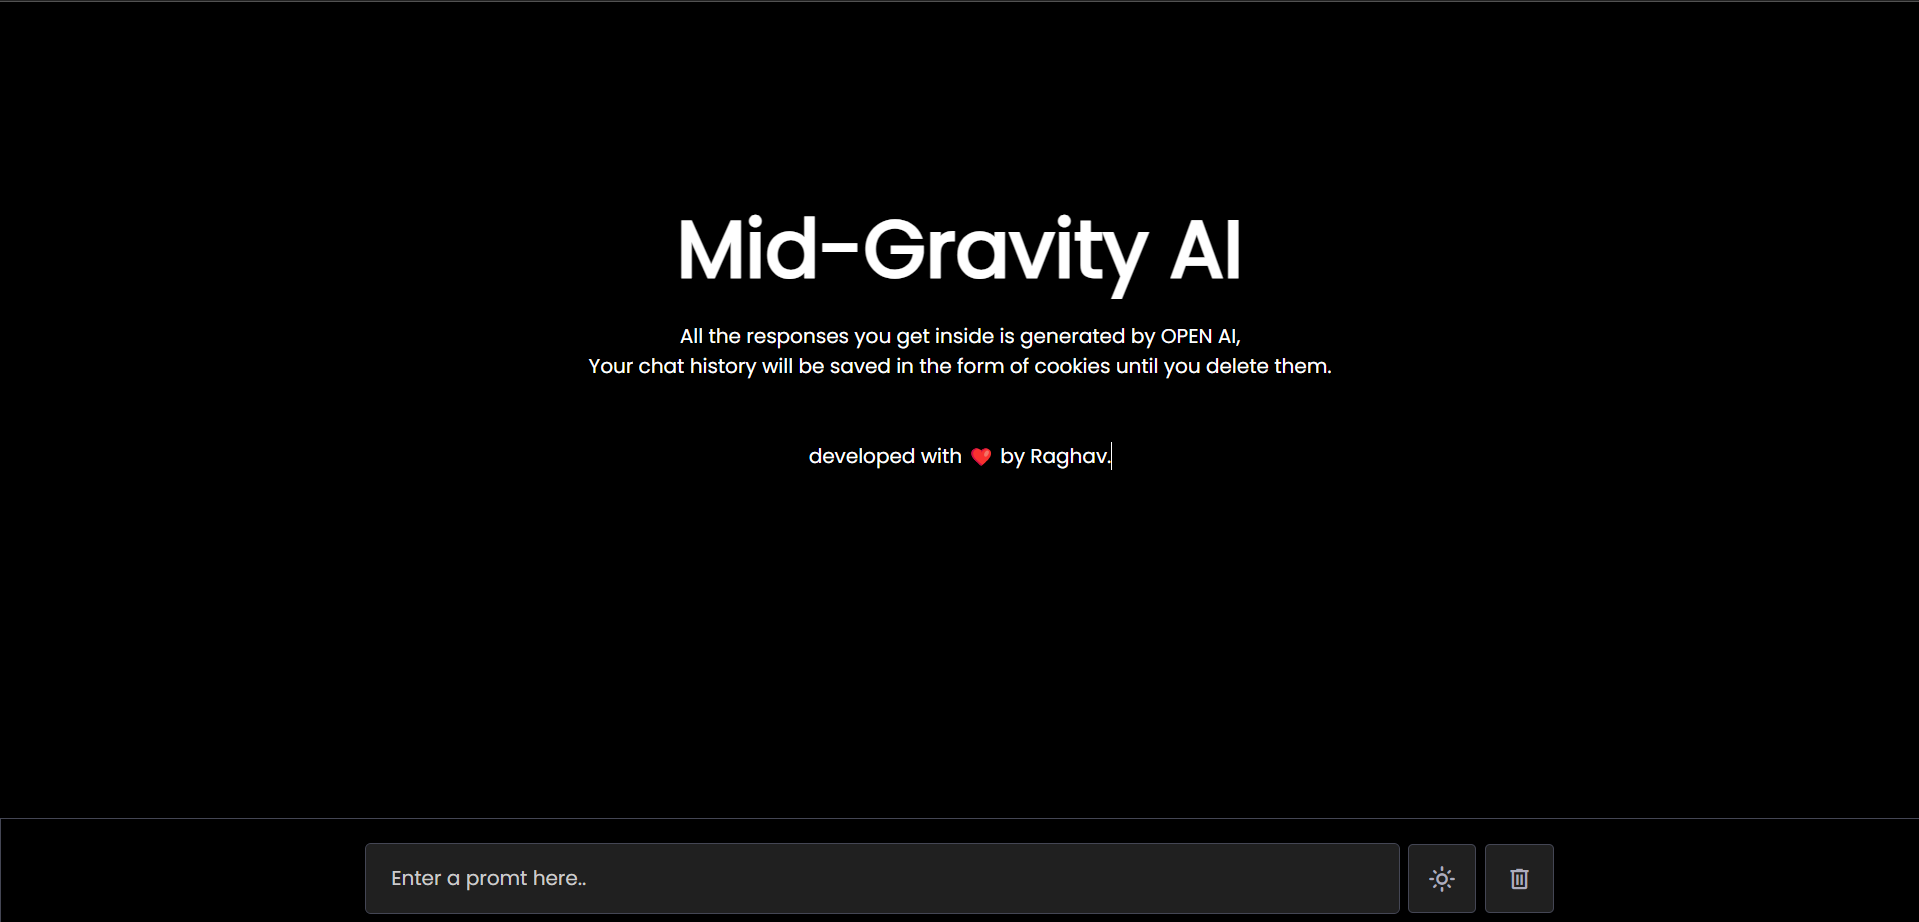 Mid-Gravity AI
All the responses you get inside is generated by OPEN AI,
Your chat history will be saved in the form of cookies until you delete them.
developed with ❤️ by Raghav.
Enter a promt here..